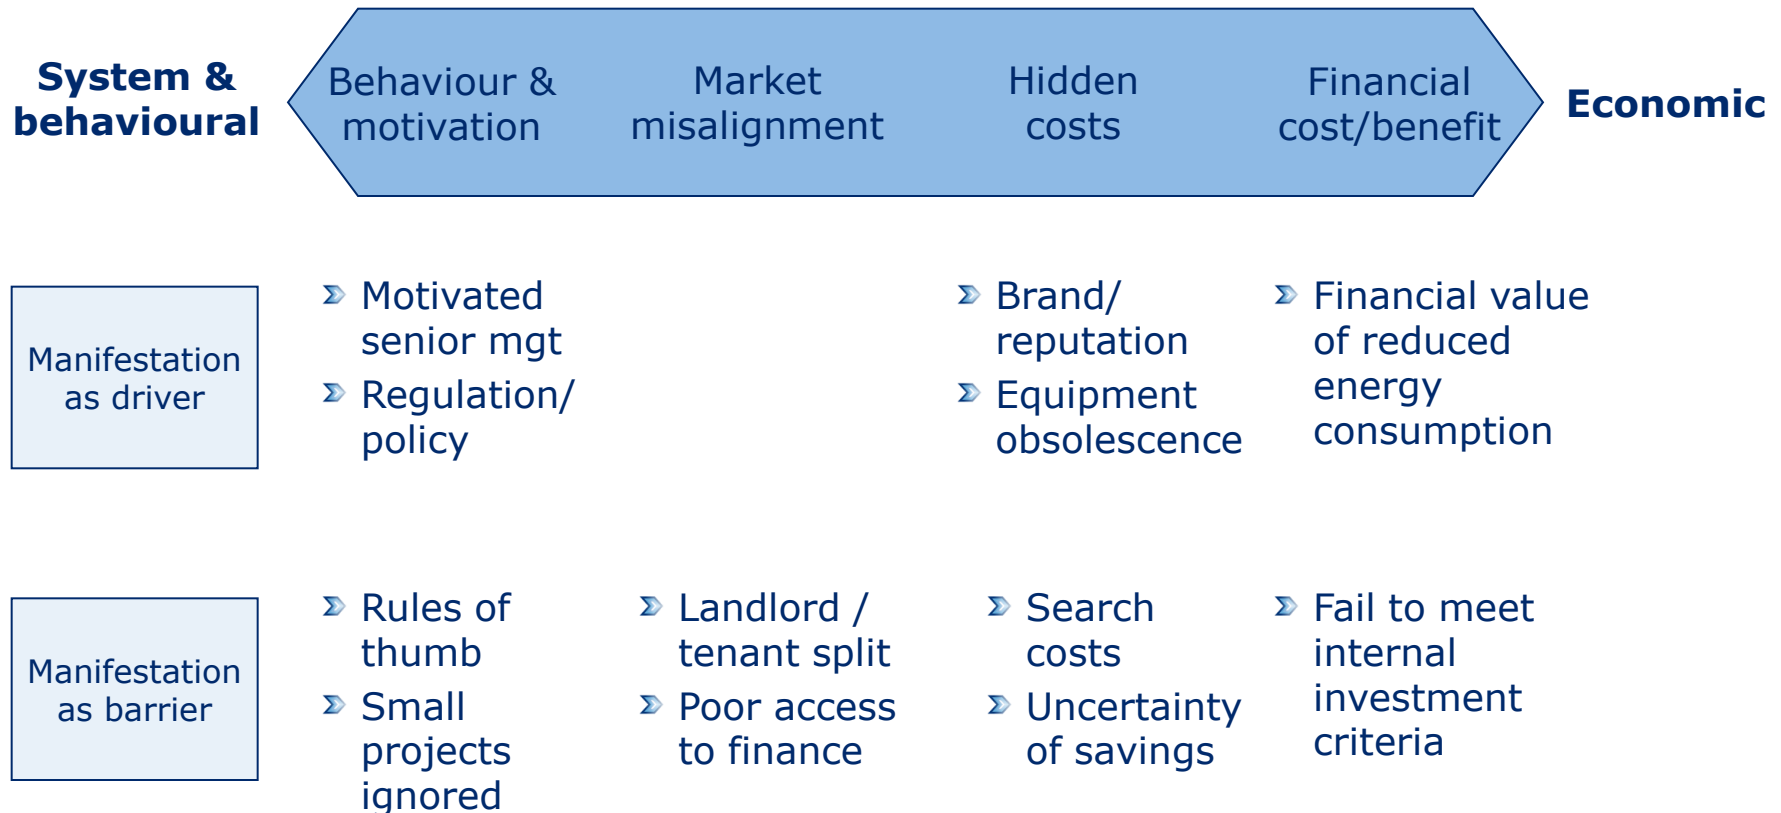 System &
behavioural
Behaviour &
motivation
Market
misalignment
Hidden
costs
Financial
cost/benefit
Economic
Manifestation
as driver
Motivated
senior mgt
Regulation/
policy
Brand/
reputation
Equipment
obsolescence
Financial value
of reduced
energy
consumption
Manifestation
as barrier
Rules of
thumb
Small
projects
ignored
Landlord /
tenant split
Poor access
to finance
Search
costs
Uncertainty
of savings
Fail to meet
internal
investment
criteria